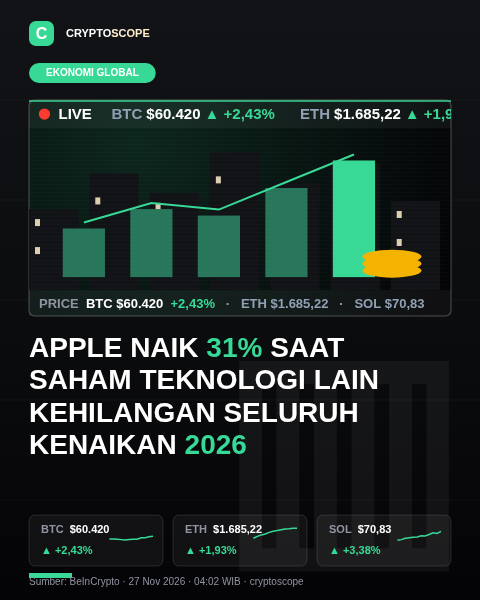 C CRYPTOSCOPE
EKONOMI GLOBAL
LIVE BTC $60.420 ▲ +2,43% ETH $1.685,22 ▲ +1,9
PRICE BTC $60.420 +2,43% · ETH $1.685,22 · SOL $70,83
APPLE NAIK 31% SAAT
SAHAM TEKNOLOGI LAIN
KEHILANGAN SELURUH
KENAIKAN 2026
BTC $60.420 ETH $1.685,22 SOL $70,83
▲ +2,43% ▲ +1,93% ▲ +3,38%
Sumber: BeInCrypto · 27 Nov 2026 · 04:02 WIB · cryptoscope